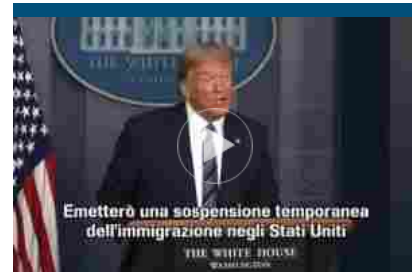 THE WHITE HOUSE
Emetterò una sospensione temporanea
dell'immigrazione negli Stati Uniti
THE WHITE HOUSE
WASHINGTON